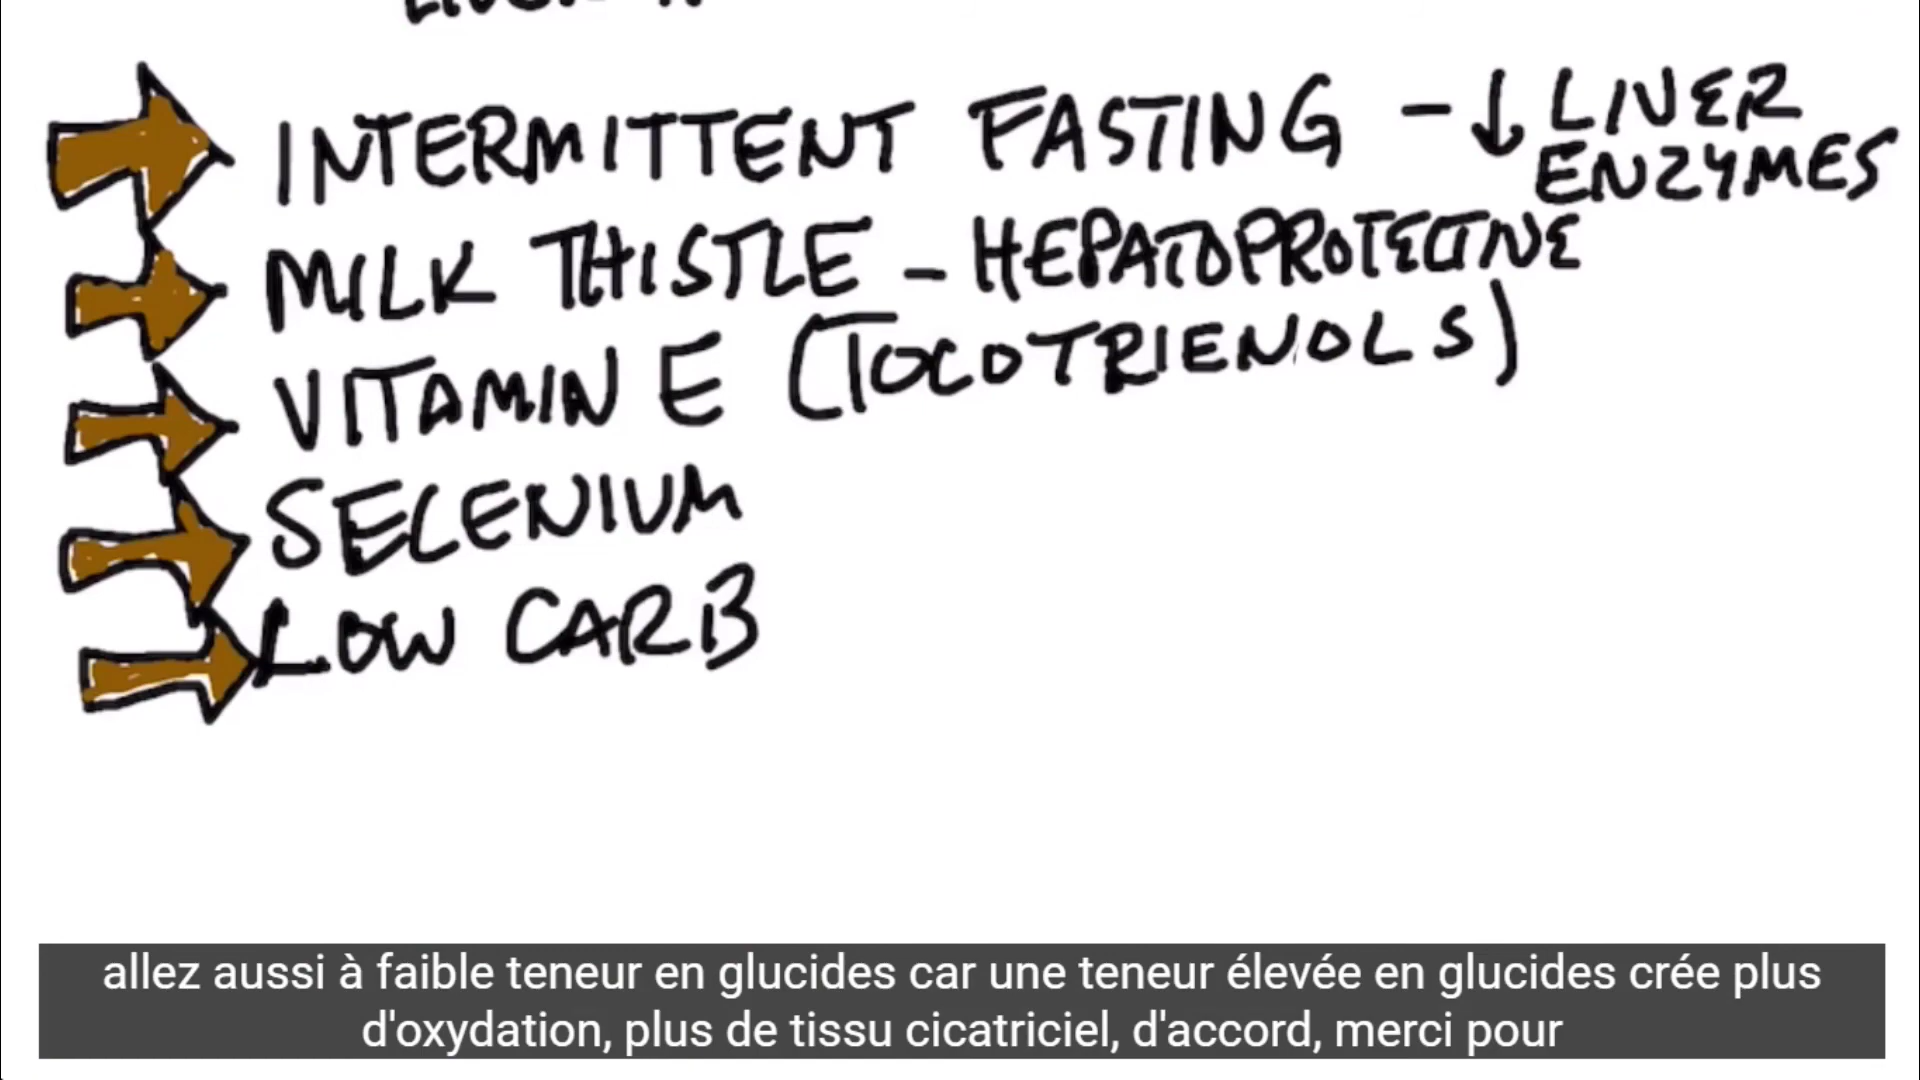 INTERMITTENT FASTING - ↓ LIVER
ENZYMES
MILK THISTLE - HEPATOPROTECTIVE
VITAMIN E (TOCOTRIENOLS)
SELENIUM
LOW CARB
allez aussi à faible teneur en glucides car une teneur élevée en glucides crée plus
d'oxydation, plus de tissu cicatriciel, d'accord, merci pour